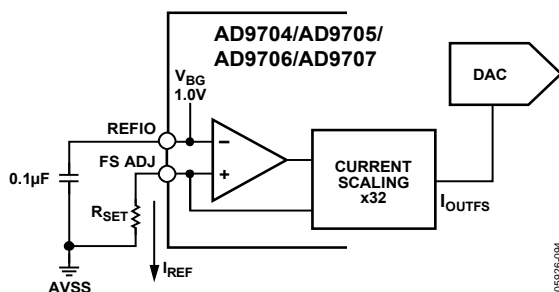 AD9704/AD9705/
AD9706/AD9707
DAC
VBG
1.0V
REFIO
FS ADJ
0.1µF
RSET
CURRENT
SCALING
x32
IOUTFS
IREF
AVSS
05926-094